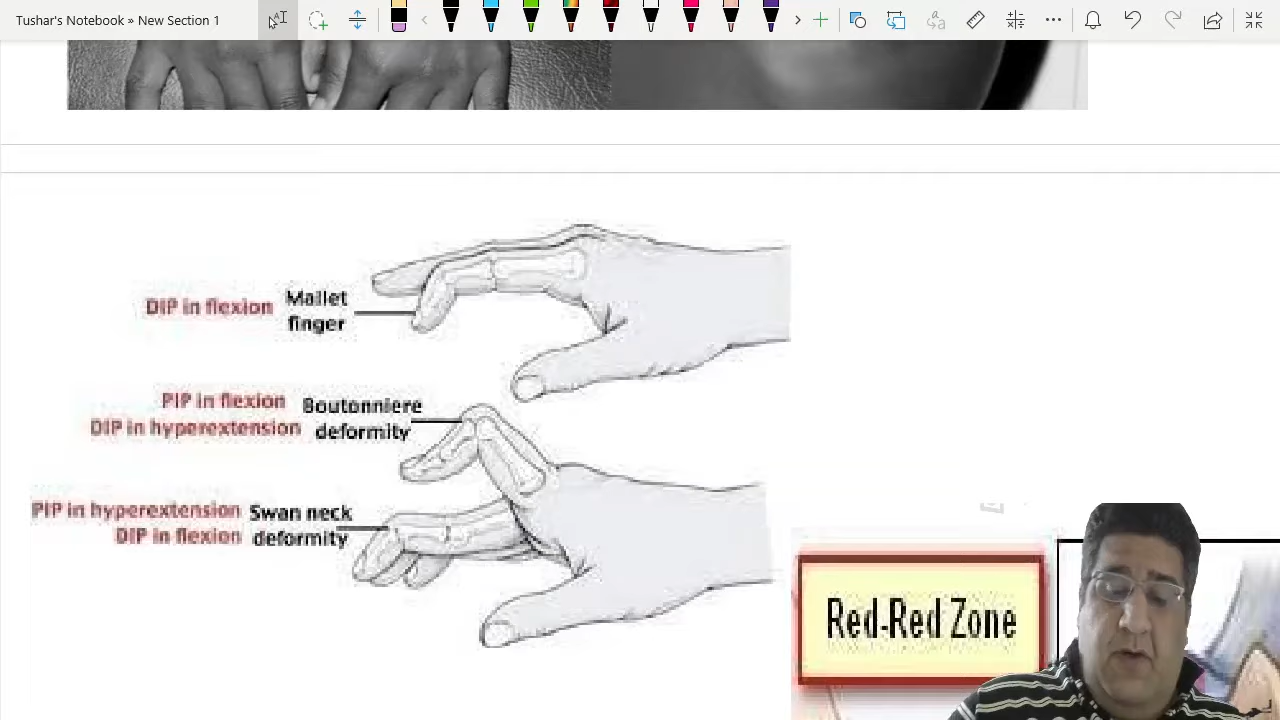 Tushar's Notebook » New Section 1
DIP in flexion
Mallet
finger
PIP in flexion
DIP in hyperextension
Boutonniere
deformity
PIP in hyperextension
DIP in flexion
Swan neck
deformity
Red-Red Zone